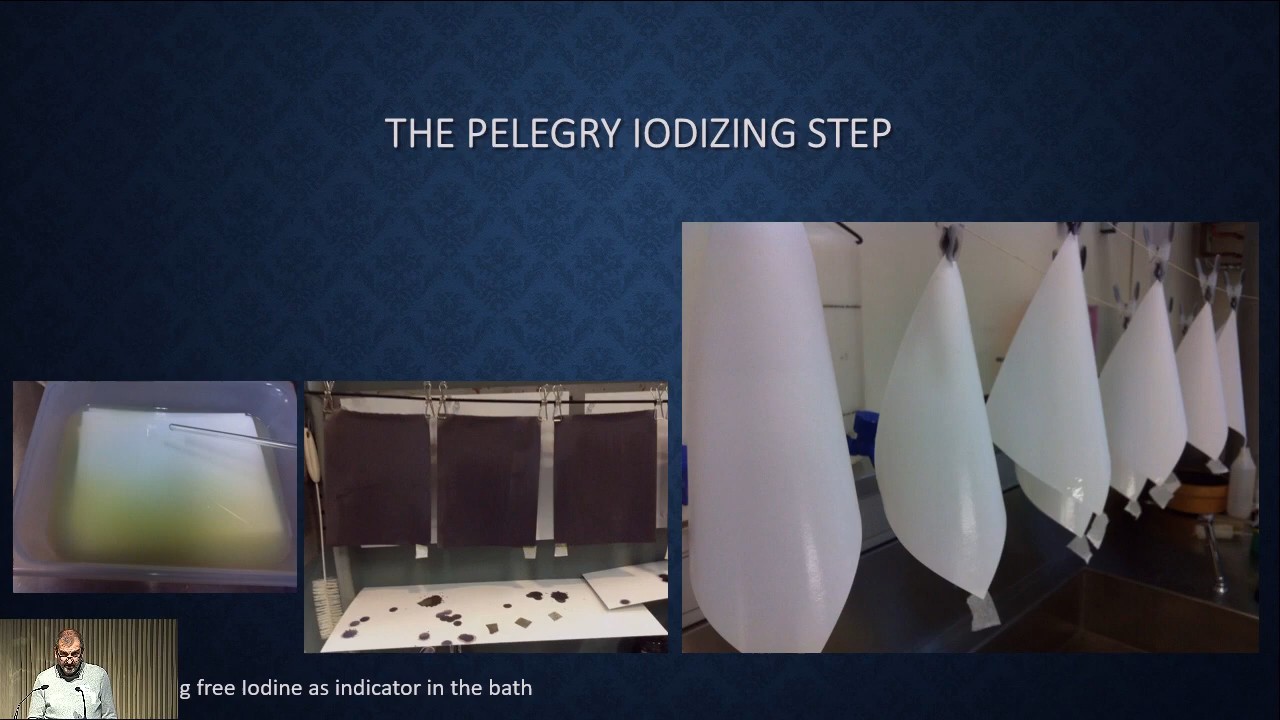 THE PELEGRY IODIZING STEP
g free Iodine as indicator in the bath